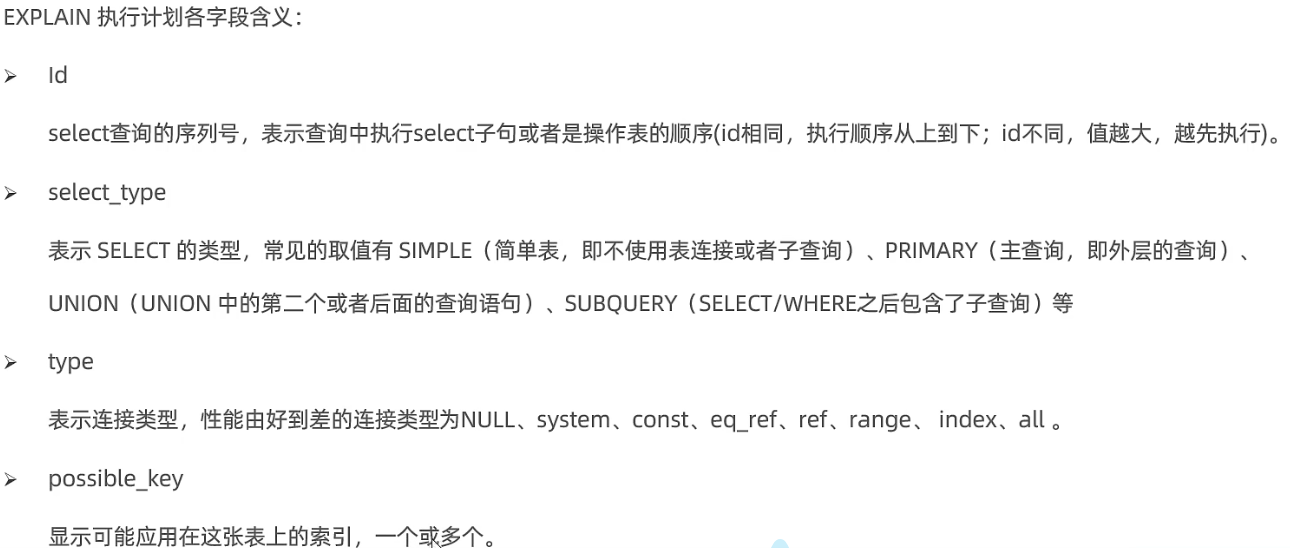 EXPLAIN 执行计划各字段含义：
➢ Id
select查询的序列号，表示查询中执行select子句或者是操作表的顺序(id相同，执行顺序从上到下；id不同，值越大，越先执行)。
➢ select_type
表示 SELECT 的类型，常见的取值有 SIMPLE（简单表，即不使用表连接或者子查询）、PRIMARY（主查询，即外层的查询）、
UNION（UNION 中的第二个或者后面的查询语句）、SUBQUERY（SELECT/WHERE之后包含了子查询）等
➢ type
表示连接类型，性能由好到差的连接类型为NULL、system、const、eq_ref、ref、range、 index、all 。
➢ possible_key
显示可能应用在这张表上的索引，一个或多个。